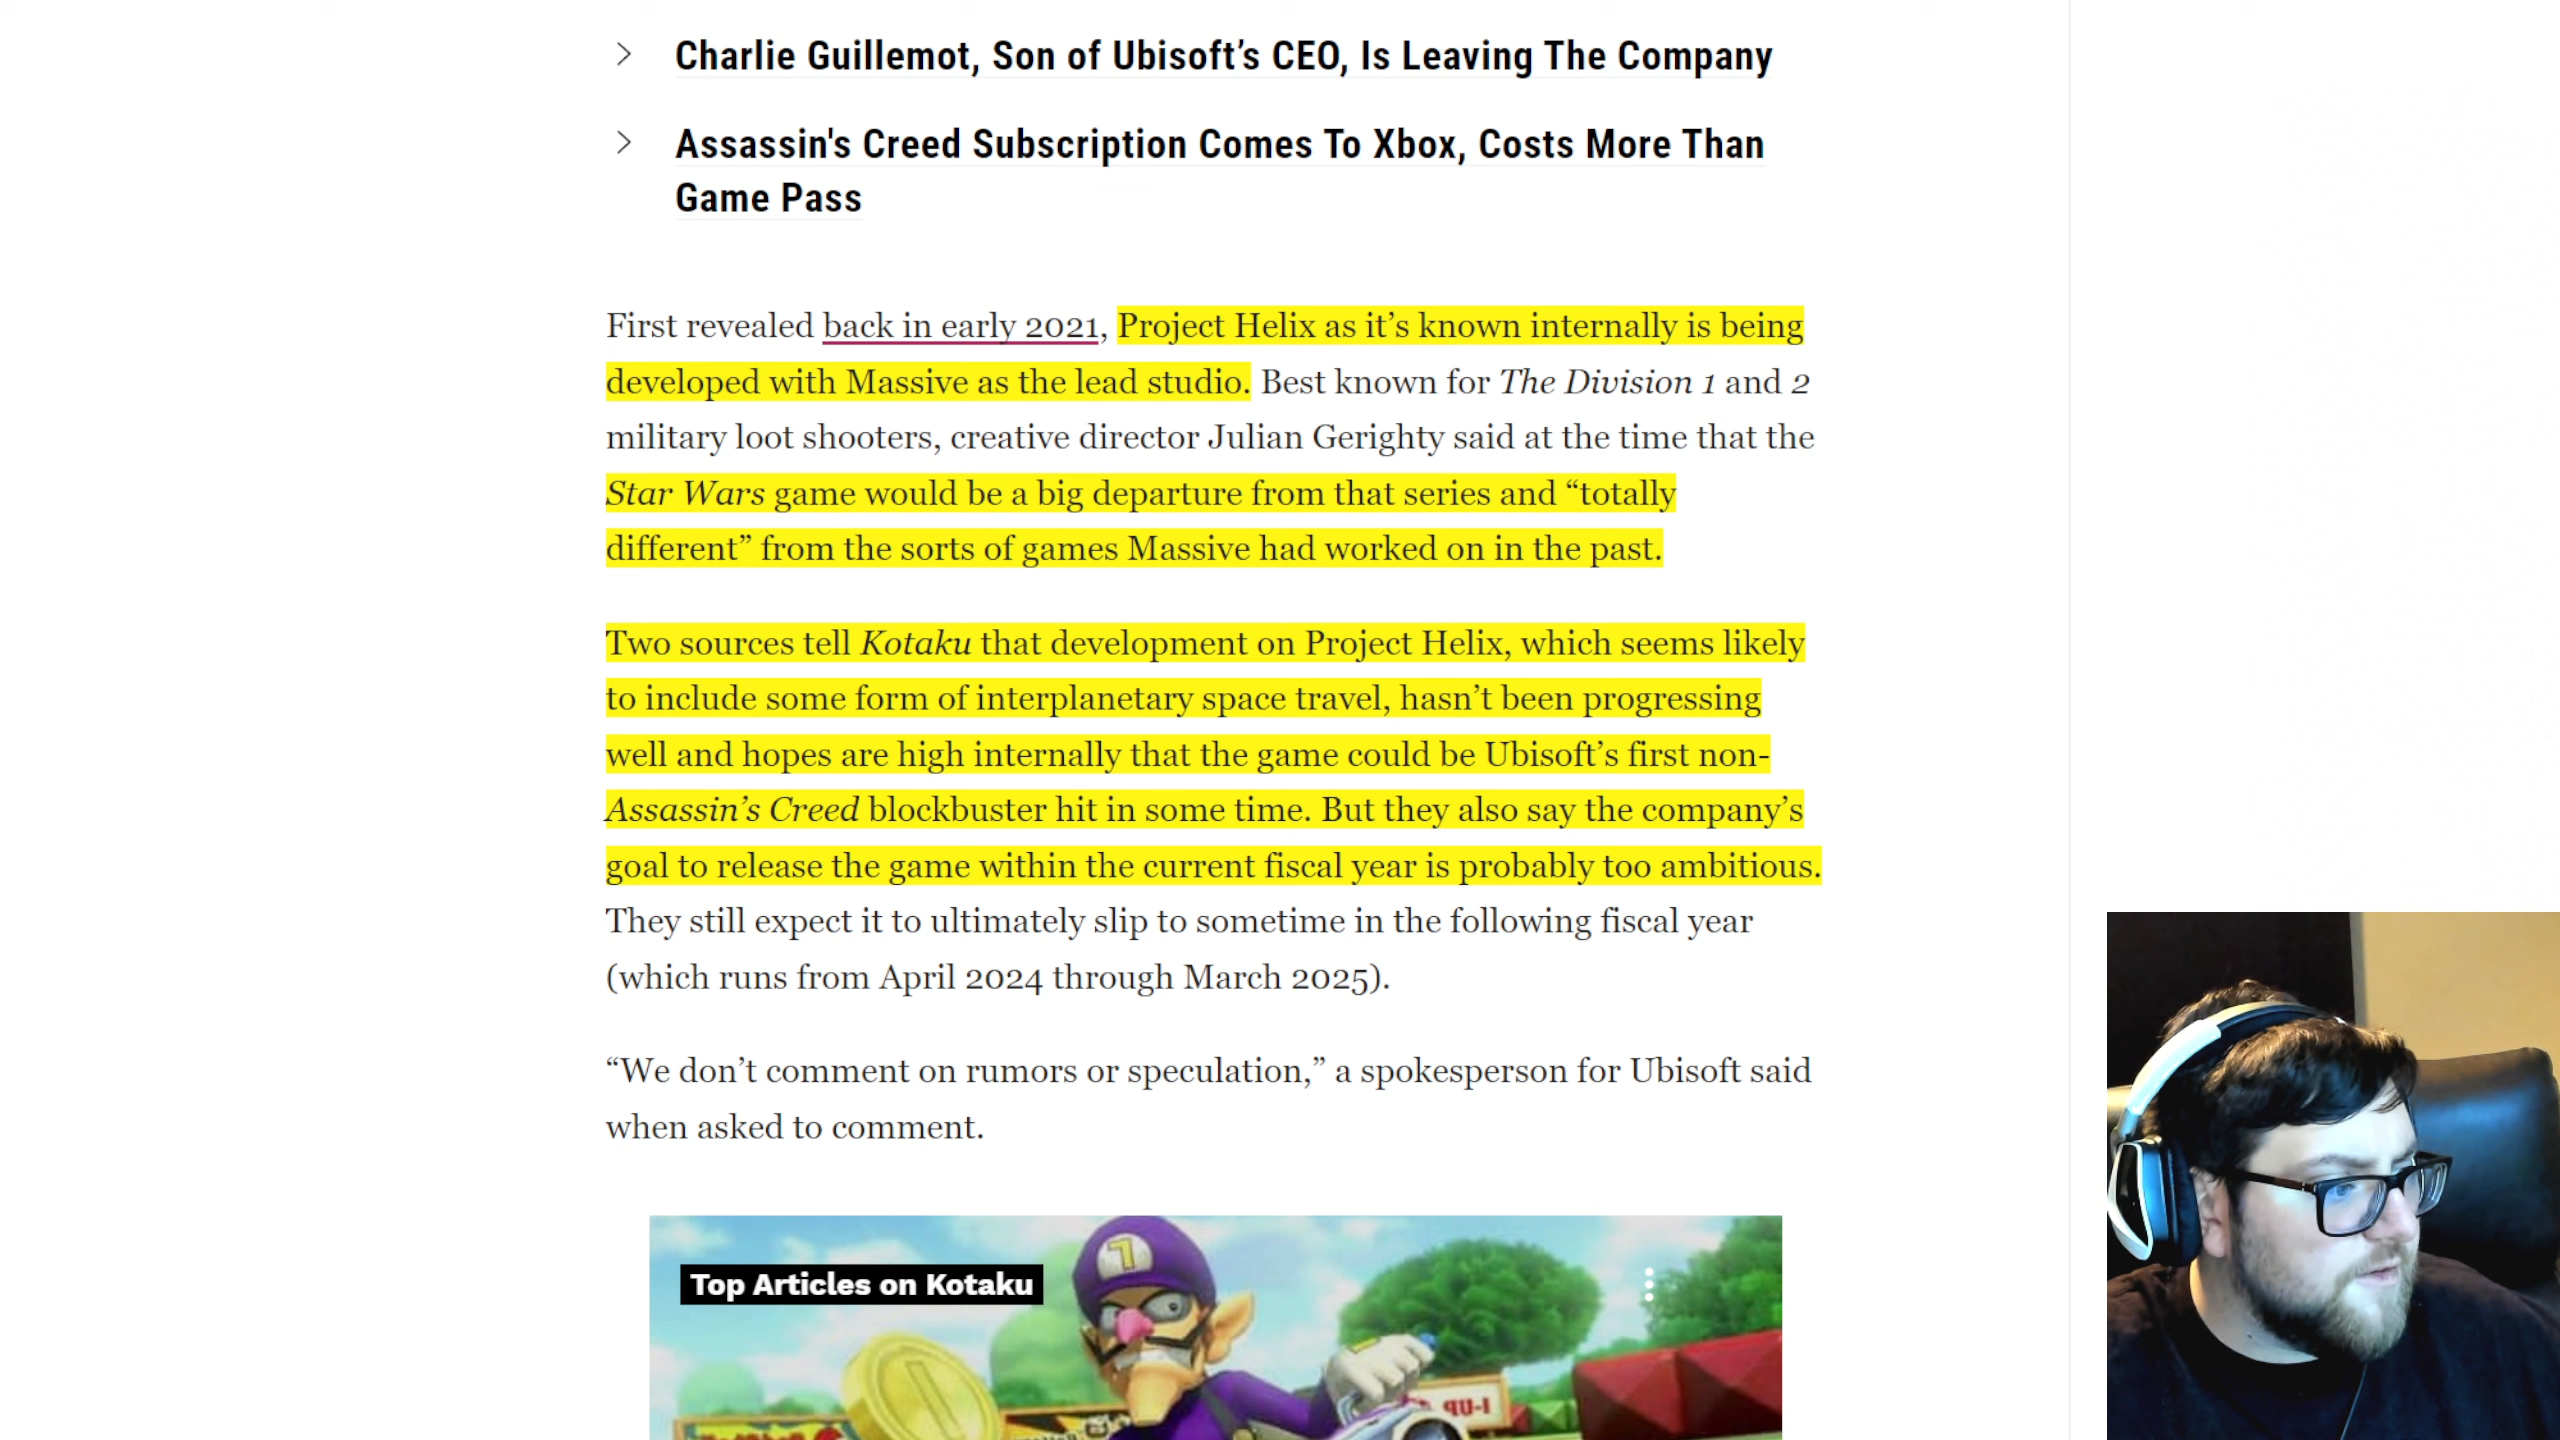 Charlie Guillemot, Son of Ubisoft’s CEO, Is Leaving The Company
Assassin's Creed Subscription Comes To Xbox, Costs More Than
Game Pass
First revealed back in early 2021, Project Helix as it’s known internally is being
developed with Massive as the lead studio. Best known for The Division 1 and 2
military loot shooters, creative director Julian Gerighty said at the time that the
Star Wars game would be a big departure from that series and “totally
different” from the sorts of games Massive had worked on in the past.
Two sources tell Kotaku that development on Project Helix, which seems likely
to include some form of interplanetary space travel, hasn’t been progressing
well and hopes are high internally that the game could be Ubisoft’s first non-
Assassin’s Creed blockbuster hit in some time. But they also say the company’s
goal to release the game within the current fiscal year is probably too ambitious.
They still expect it to ultimately slip to sometime in the following fiscal year
(which runs from April 2024 through March 2025).
“We don’t comment on rumors or speculation,” a spokesperson for Ubisoft said
when asked to comment.
Top Articles on Kotaku